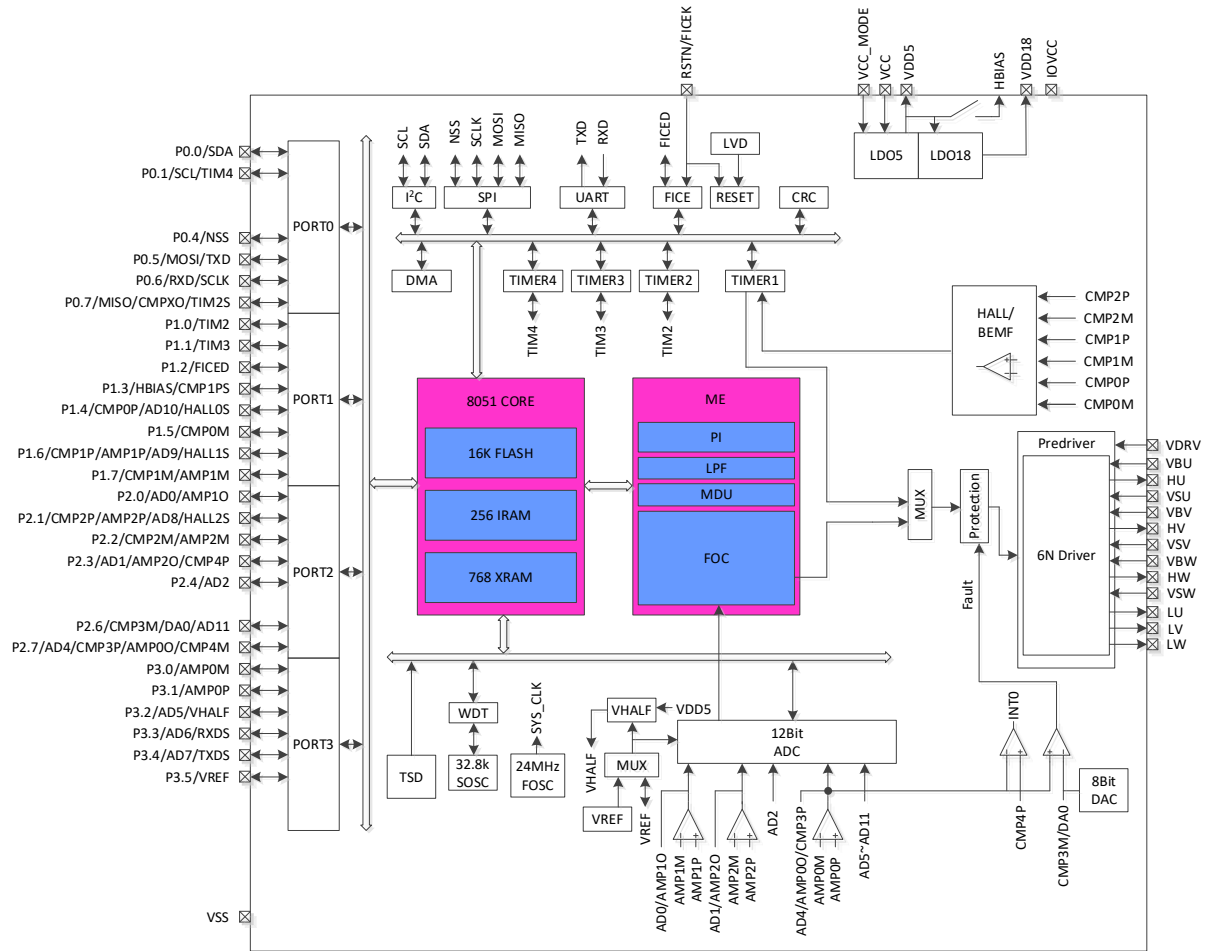 RSTN/FICEK
VCC_MODE
VCC
VDD5
HBIAS
VDD18
IOVCC
LDO5
LDO18
P0.0/SDA
P0.1/SCL/TIM4
P0.4/NSS
P0.5/MOSI/TXD
P0.6/RXD/SCLK
P0.7/MISO/CMPXO/TIM2S
P1.0/TIM2
P1.1/TIM3
P1.2/FICED
P1.3/HBIAS/CMP1PS
P1.4/CMP0P/AD10/HALL0S
P1.5/CMP0M
P1.6/CMP1P/AMP1P/AD9/HALL1S
P1.7/CMP1M/AMP1M
P2.0/AD0/AMP1O
P2.1/CMP2P/AMP2P/AD8/HALL2S
P2.2/CMP2M/AMP2M
P2.3/AD1/AMP2O/CMP4P
P2.4/AD2
P2.6/CMP3M/DA0/AD11
P2.7/AD4/CMP3P/AMP0O/CMP4M
P3.0/AMP0M
P3.1/AMP0P
P3.2/AD5/VHALF
P3.3/AD6/RXDS
P3.4/AD7/TXDS
P3.5/VREF
VSS
PORT0
PORT1
PORT2
PORT3
SCL
SDA
NSS
SCLK
MOSI
MISO
TXD
RXD
FICED
LVD
I²C
SPI
UART
FICE
RESET
CRC
DMA
TIMER4
TIMER3
TIMER2
TIMER1
TIM4
TIM3
TIM2
HALL/
BEMF
CMP2P
CMP2M
CMP1P
CMP1M
CMP0P
CMP0M
8051 CORE
16K FLASH
256 IRAM
768 XRAM
ME
PI
LPF
MDU
FOC
MUX
Protection
Fault
Predriver
6N Driver
VDRV
VBU
HU
VSU
VBV
HV
VSV
VBW
HW
VSW
LU
LV
LW
TSD
WDT
32.8k
SOSC
SYS_CLK
24MHz
FOSC
VHALF
VDD5
VHALF
MUX
VREF
VREF
12Bit
ADC
AD0/AMP1O
AMP1M
AMP1P
AD1/AMP2O
AMP2M
AMP2P
AD2
AD4/AMP0O/CMP3P
AMP0M
AMP0P
AD5~AD11
INT0
CMP4P
CMP3M/DA0
8Bit
DAC